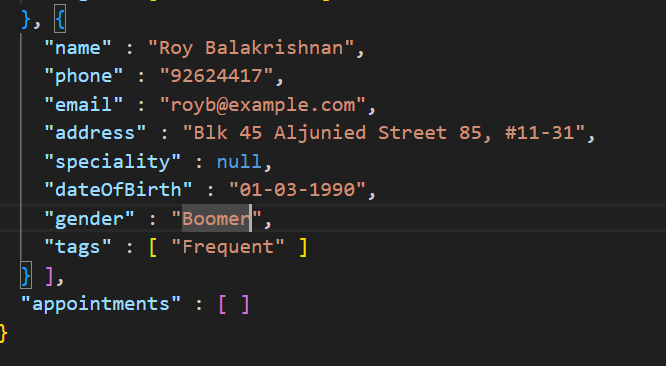 }, {
"name" : "Roy Balakrishnan",
"phone" : "92624417",
"email" : "royb@example.com",
"address" : "Blk 45 Aljunied Street 85, #11-31",
"speciality" : null,
"dateOfBirth" : "01-03-1990",
"gender" : "Boomer",
"tags" : [ "Frequent" ]
} ],
"appointments" : [ ]
}